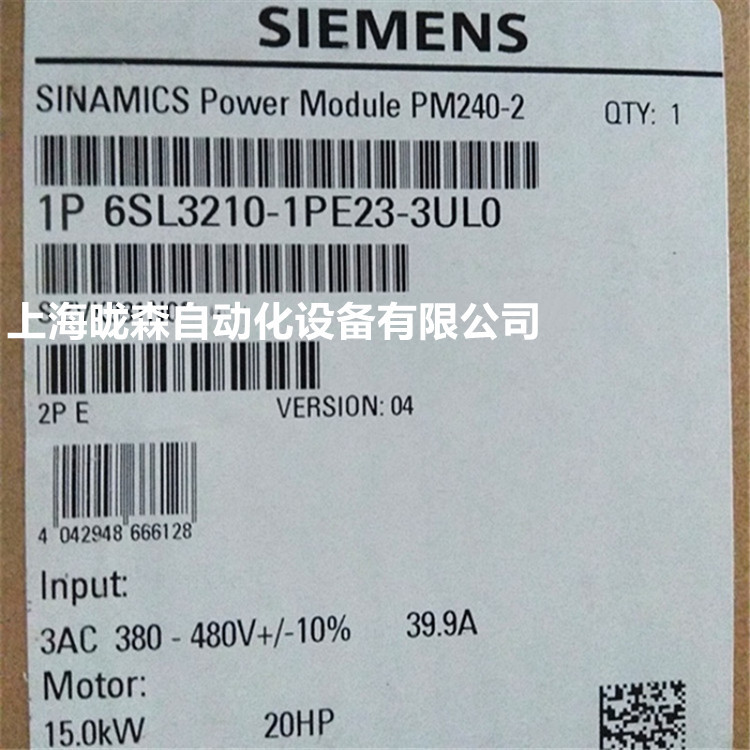 SIEMENS
SINAMICS Power Module PM240-2 QTY: 1
1P 6SL3210-1PE23-3UL0
上海晄森自动化设备有限公司
2P E VERSION: 04
4 042948 666128
Input:
3AC 380 - 480V+/-10% 39.9A
Motor:
15.0kW 20HP